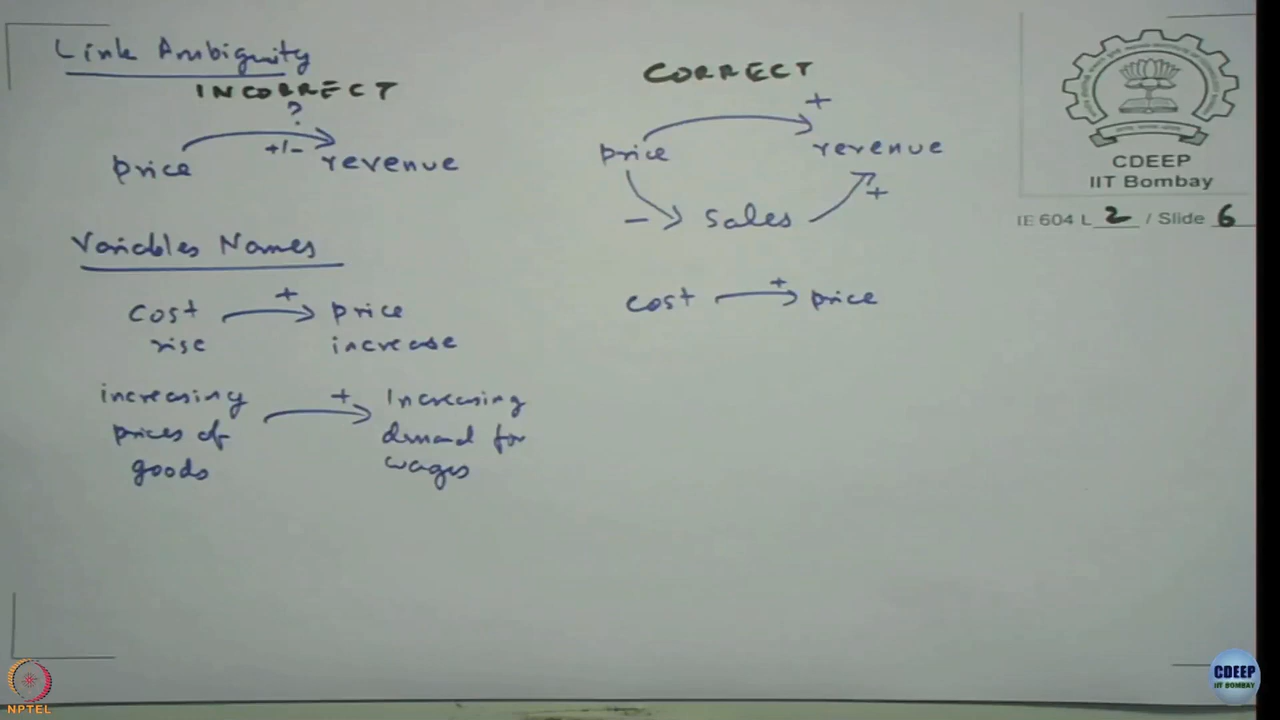 Link Ambiguity
INCORRECT
?
+/-
price revenue
CORRECT
+
price revenue
- sales +
Variables Names
+
cost price
rise increase
+
cost price
increasing + Increasing
prices of demand for
goods wages
CDEEP
IIT Bombay
IE 604 L 2 / Slide 6
NPTEL
CDEEP
IIT BOMBAY